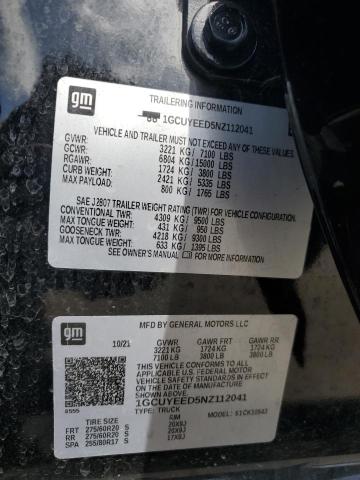 gm
TRAILERING INFORMATION
1GCUYEED5NZ112041
VEHICLE AND TRAILER MUST NOT EXCEED ANY OF THESE VALUES
GVWR: 3221 KG/ 7100 LBS
GCWR: 6804 KG/ 15000 LBS
RGAWR: 1724 KG/ 3800 LBS
CURB WEIGHT: 2421 KG/ 5335 LBS
MAX PAYLOAD: 800 KG/ 1765 LBS
SAE J2807 TRAILER WEIGHT RATING (TWR) FOR VEHICLE CONFIGURATION.
CONVENTIONAL TWR: 4309 KG/ 9500 LBS
MAX TONGUE WT: 431 KG/ 950 LBS
GOOSENECK TWR: 4218 KG/ 9300 LBS
MAX TONGUE WT: 633 KG/ 1395 LBS
SEE OWNER'S MANUAL FOR MORE INFORMATION
gm
MFD BY GENERAL MOTORS LLC
10/21 GVWR GAWR FRT GAWR RR
3221 KG 1724 KG 1724 KG
7100 LB 3800 LB 3800 LB
THIS VEHICLE CONFORMS TO ALL
APPLICABLE U.S. FEDERAL MOTOR
VEHICLE SAFETY STANDARDS IN EFFECT
ON THE DATE OF MANUFACTURE
SHOWN ABOVE.
1GCUYEED5NZ112041
TYPE: TRUCK MODEL: S1CK10543
TIRE SIZE RIM
FRT 275/60R20 S 20X9J
RR 275/60R20 S 20X9J
SPA 255/80R17 S 17X8J